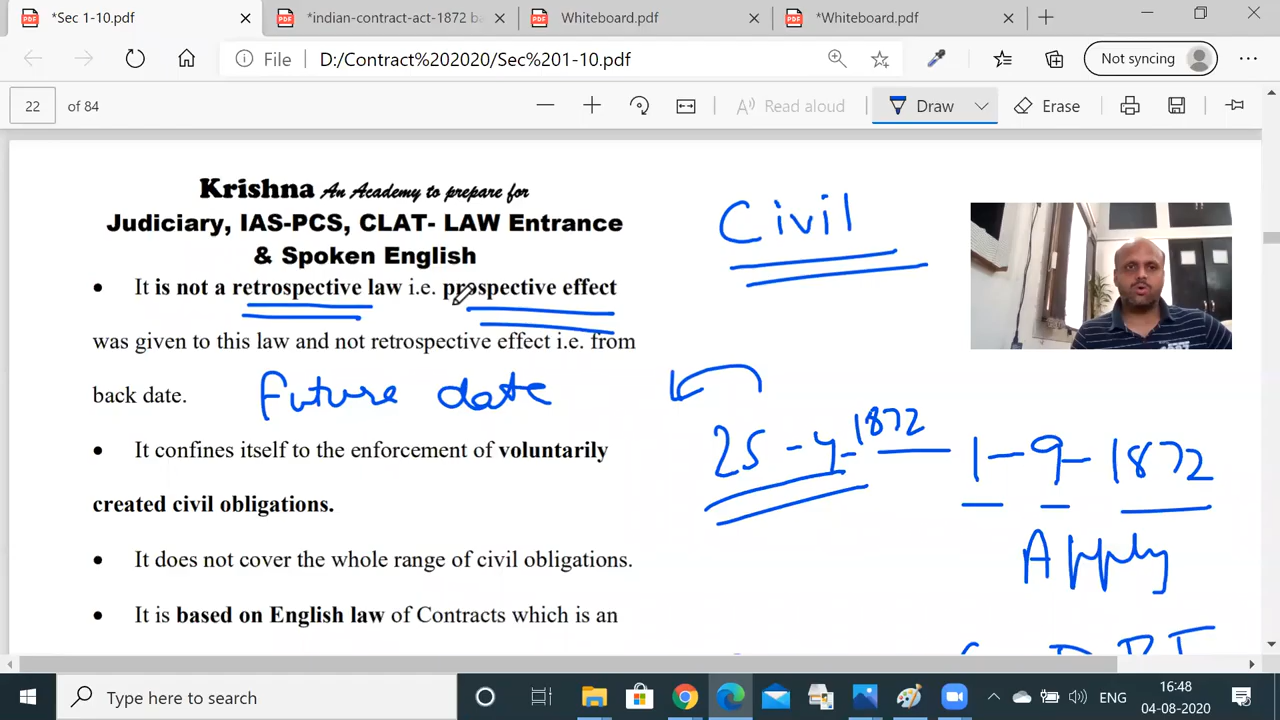 *Sec 1-10.pdf
*indian-contract-act-1872 ba
Whiteboard.pdf
*Whiteboard.pdf
File
D:/Contract%202020/Sec%201-10.pdf
Not syncing
22 of 84
Read aloud
Draw
Erase
Krishna An Academy to prepare for
Judiciary, IAS-PCS, CLAT- LAW Entrance
& Spoken English
Civil
• It is not a retrospective law i.e. prospective effect
was given to this law and not retrospective effect i.e. from
back date.
Future date
25-4-1872
1-9-1872
Apply
• It confines itself to the enforcement of voluntarily
created civil obligations.
• It does not cover the whole range of civil obligations.
• It is based on English law of Contracts which is an
Type here to search
ENG
16:48
04-08-2020